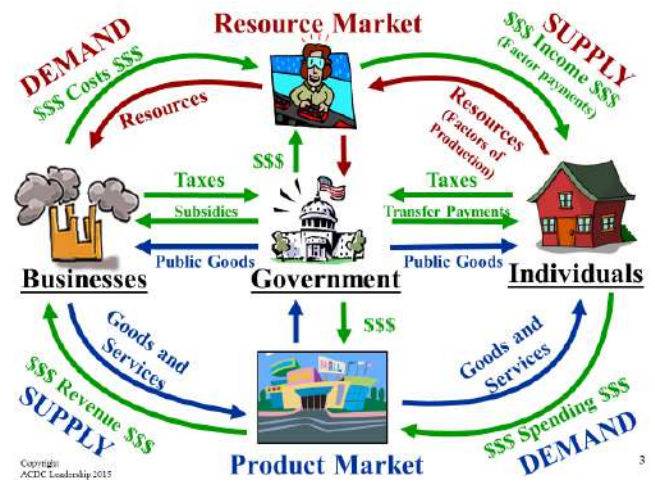 Resource Market
DEMAND
$$$ Costs $$$
Resources
SUPPLY
$$$ Income $$$
(Factor payments)
Resources
(Factors of
Production)
$$$
Taxes
Subsidies
Public Goods
Taxes
Transfer Payments
Public Goods
Businesses
Government
Individuals
Goods and
Services
$$$ Revenue $$$
SUPPLY
$$$
MALL
Goods and
Services
$$$ Spending $$$
DEMAND
Product Market
Copyright
ACDC Leadership 2015
3